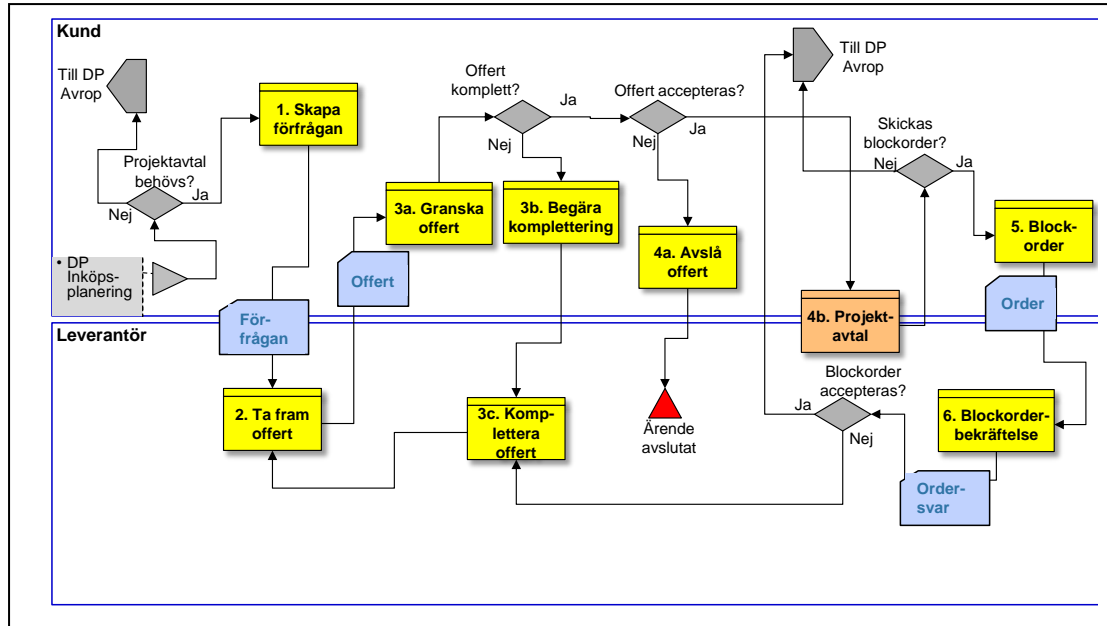 Kund
Till DP
Avrop
1. Skapa
förfrågan
Projektavtal
behövs?
Ja
Nej
• DP
Inköps-
planering
För-
frågan
Offert
3a. Granska
offert
Offert
komplett?
Ja
Nej
3b. Begära
komplettering
Offert accepteras?
Nej
Ja
4a. Avslå
offert
Till DP
Avrop
Skickas
blockorder?
Nej
Ja
5. Block-
order
Order
4b. Projekt-
avtal
Leverantör
2. Ta fram
offert
3c. Komp-
lettera
offert
Ärende
avslutat
Blockorder
accepteras?
Ja
Nej
6. Blockorder-
bekräftelse
Order-
svar